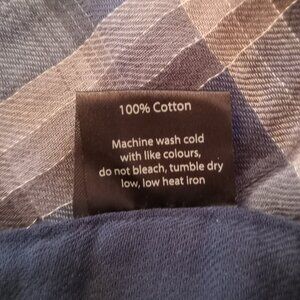 100% Cotton
Machine wash cold
with like colours,
do not bleach, tumble dry
low, low heat iron